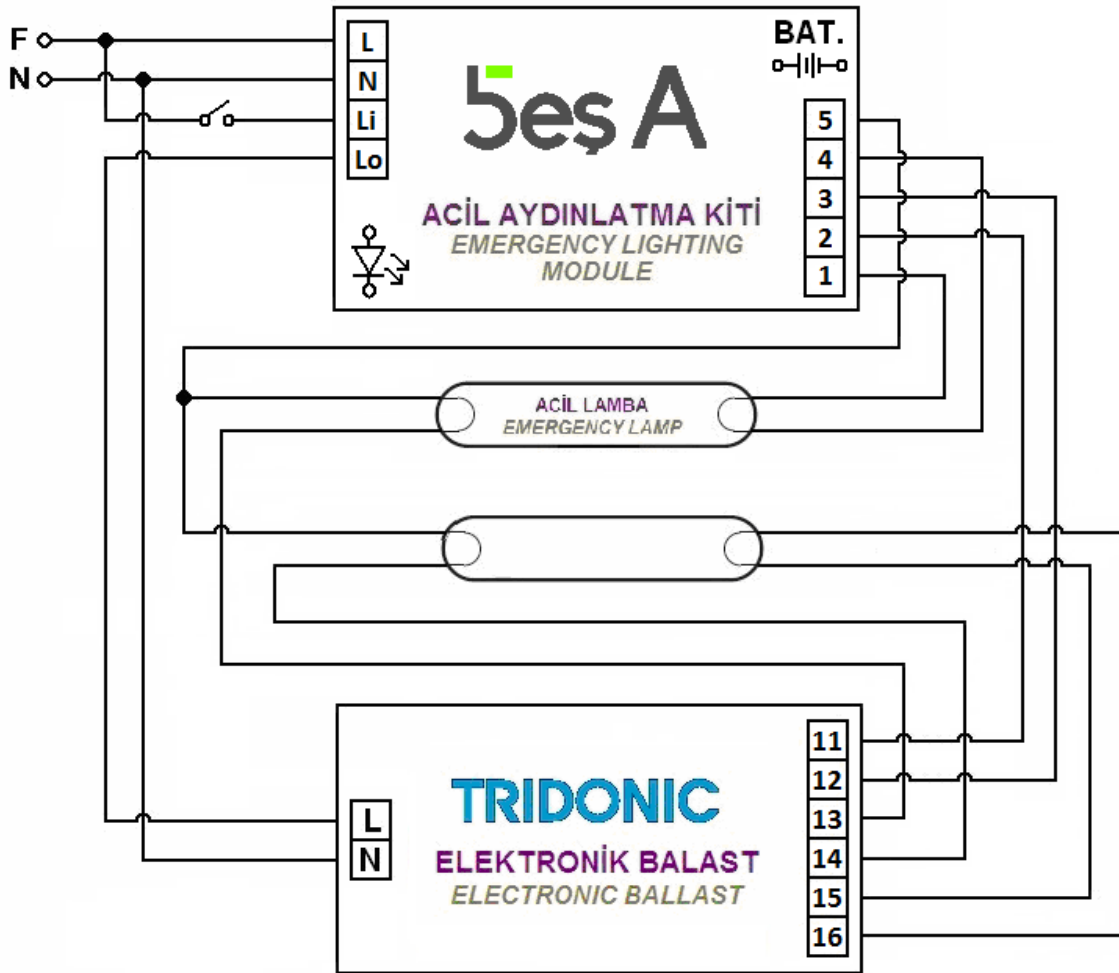 F
N
L
N
Li
Lo
BAT.
5eş A
5
4
3
2
1
ACİL AYDINLATMA KİTİ
EMERGENCY LIGHTING
MODULE
ACİL LAMBA
EMERGENCY LAMP
L
N
TRIDONIC
ELEKTRONİK BALAST
ELECTRONIC BALLAST
11
12
13
14
15
16